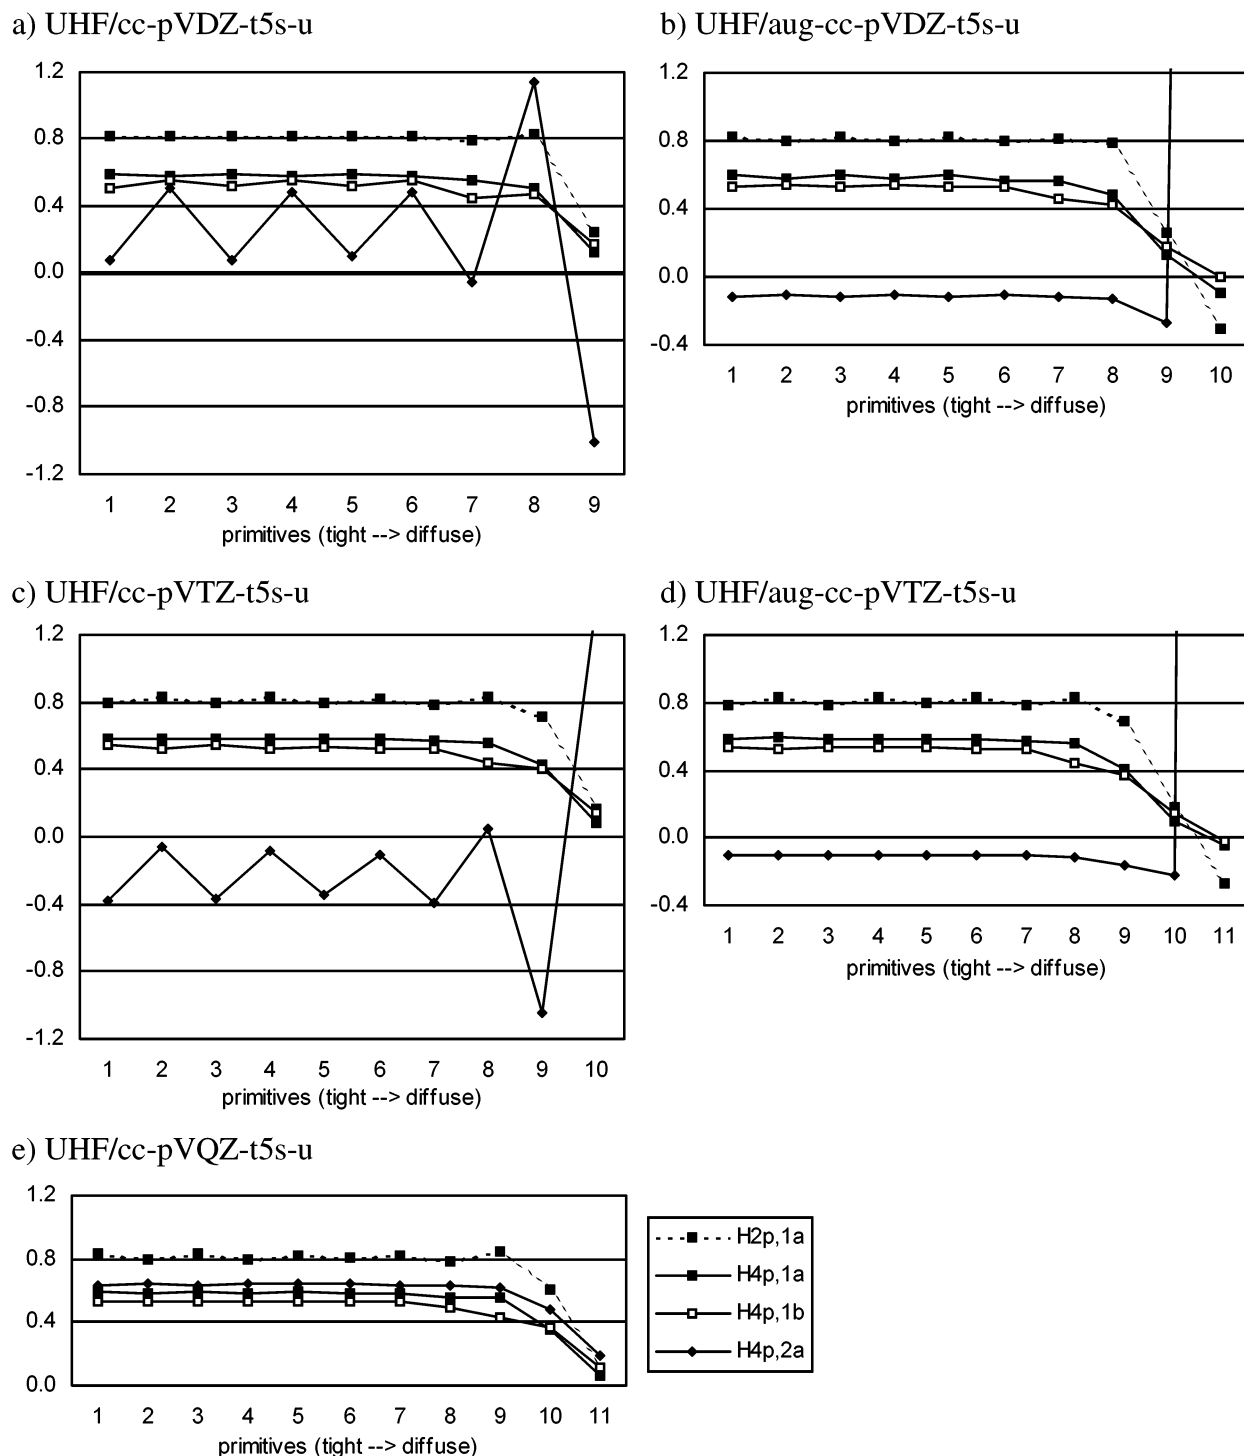 a) UHF/cc-pVDZ-t5s-u
1.2
0.8
0.4
0.0
-0.4
-0.8
-1.2
1 2 3 4 5 6 7 8 9
primitives (tight --> diffuse)
b) UHF/aug-cc-pVDZ-t5s-u
1.2
0.8
0.4
0.0
-0.4
1 2 3 4 5 6 7 8 9 10
primitives (tight --> diffuse)
c) UHF/cc-pVTZ-t5s-u
1.2
0.8
0.4
0.0
-0.4
-0.8
-1.2
1 2 3 4 5 6 7 8 9 10
primitives (tight --> diffuse)
d) UHF/aug-cc-pVTZ-t5s-u
1.2
0.8
0.4
0.0
-0.4
1 2 3 4 5 6 7 8 9 10 11
primitives (tight --> diffuse)
e) UHF/cc-pVQZ-t5s-u
1.2
0.8
0.4
0.0
1 2 3 4 5 6 7 8 9 10 11
primitives (tight --> diffuse)
H2p,1a
H4p,1a
H4p,1b
H4p,2a